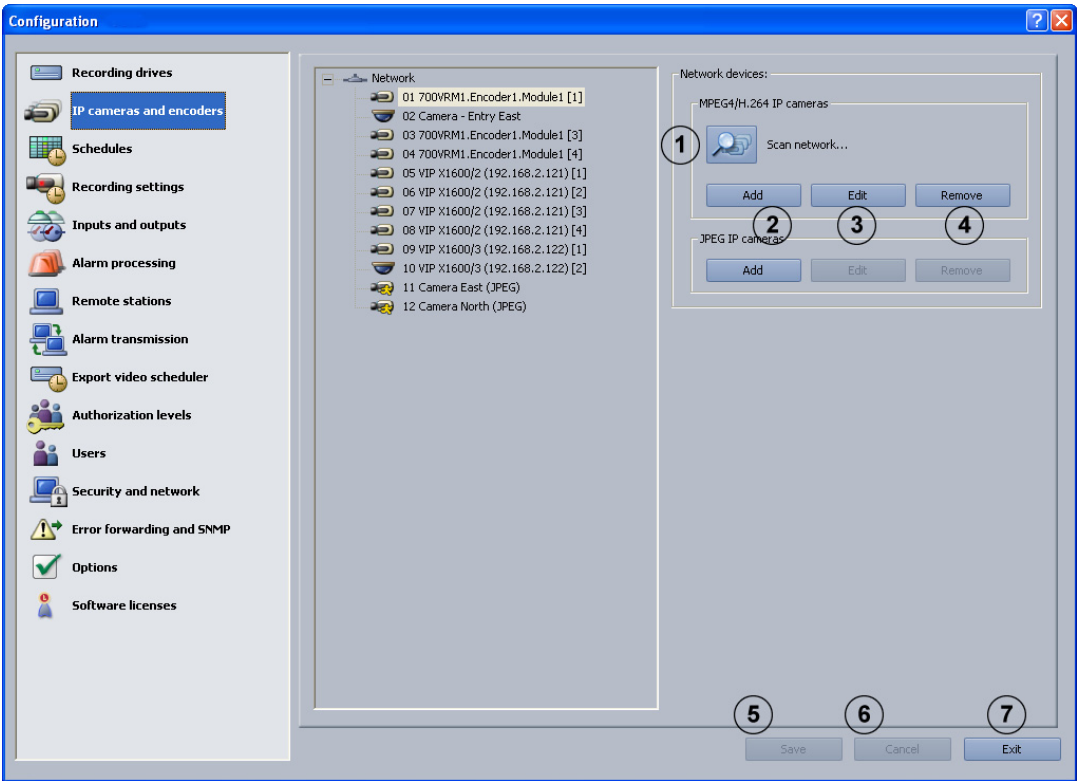 Configuration
Recording drives
IP cameras and encoders
Schedules
Recording settings
Inputs and outputs
Alarm processing
Remote stations
Alarm transmission
Export video scheduler
Authorization levels
Users
Security and network
Error forwarding and SNMP
Options
Software licenses
Network
01 700VRM1.Encoder1.Module1 [1]
02 Camera - Entry East
03 700VRM1.Encoder1.Module1 [3]
04 700VRM1.Encoder1.Module1 [4]
05 VIP X1600/2 (192.168.2.121) [1]
06 VIP X1600/2 (192.168.2.121) [2]
07 VIP X1600/2 (192.168.2.121) [3]
08 VIP X1600/2 (192.168.2.121) [4]
09 VIP X1600/3 (192.168.2.122) [1]
10 VIP X1600/3 (192.168.2.122) [2]
11 Camera East (JPEG)
12 Camera North (JPEG)
Network devices:
MPEG4/H.264 IP cameras
1 Scan network...
Add Edit Remove
2 3 4
JPEG IP cameras
Add Edit Remove
5 6 7
Save Cancel Exit